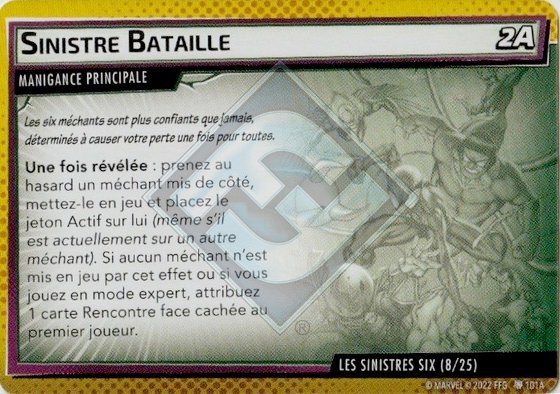 SINISTRE BATAILLE
2A
MANIGANCE PRINCIPALE
Les six méchants sont plus confiants que jamais,
déterminés à causer votre perte une fois pour toutes.
Une fois révélée : prenez au
hasard un méchant mis de côté,
mettez-le en jeu et placez le
jeton Actif sur lui (même s'il
est actuellement sur un autre
méchant). Si aucun méchant n'est
mis en jeu par cet effet ou si vous
jouez en mode expert, attribuez
1 carte Rencontre face cachée au
premier joueur.
®
LES SINISTRES SIX (8/25)
© MARVEL © 2022 FFG 101A